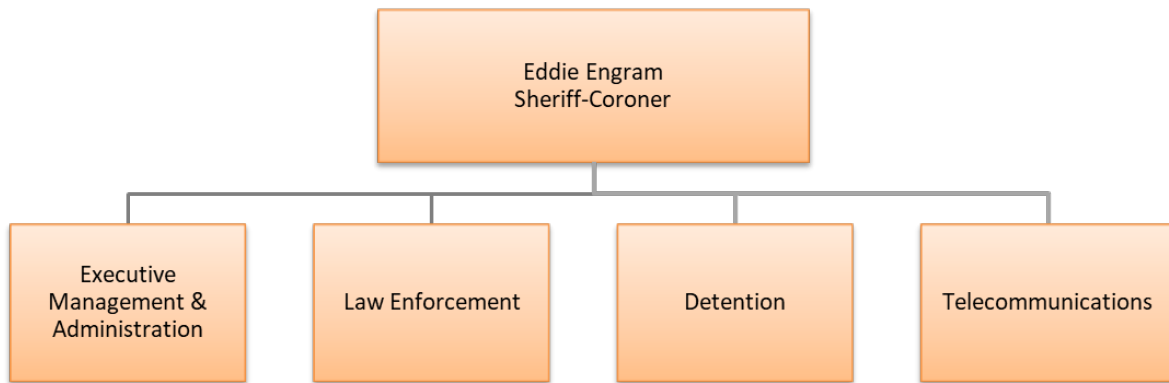 Eddie Engram
Sheriff-Coroner
Executive
Management &
Administration
Law Enforcement
Detention
Telecommunications